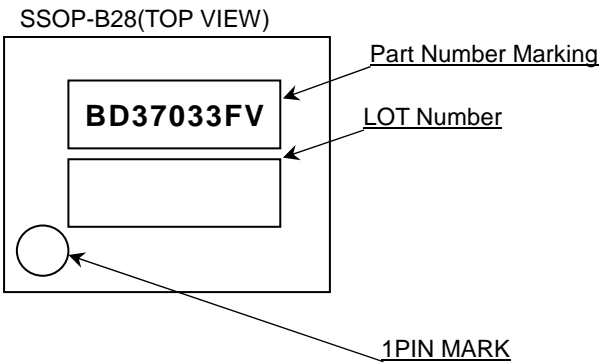 SSOP-B28(TOP VIEW)
Part Number Marking
BD37033FV
LOT Number
1PIN MARK